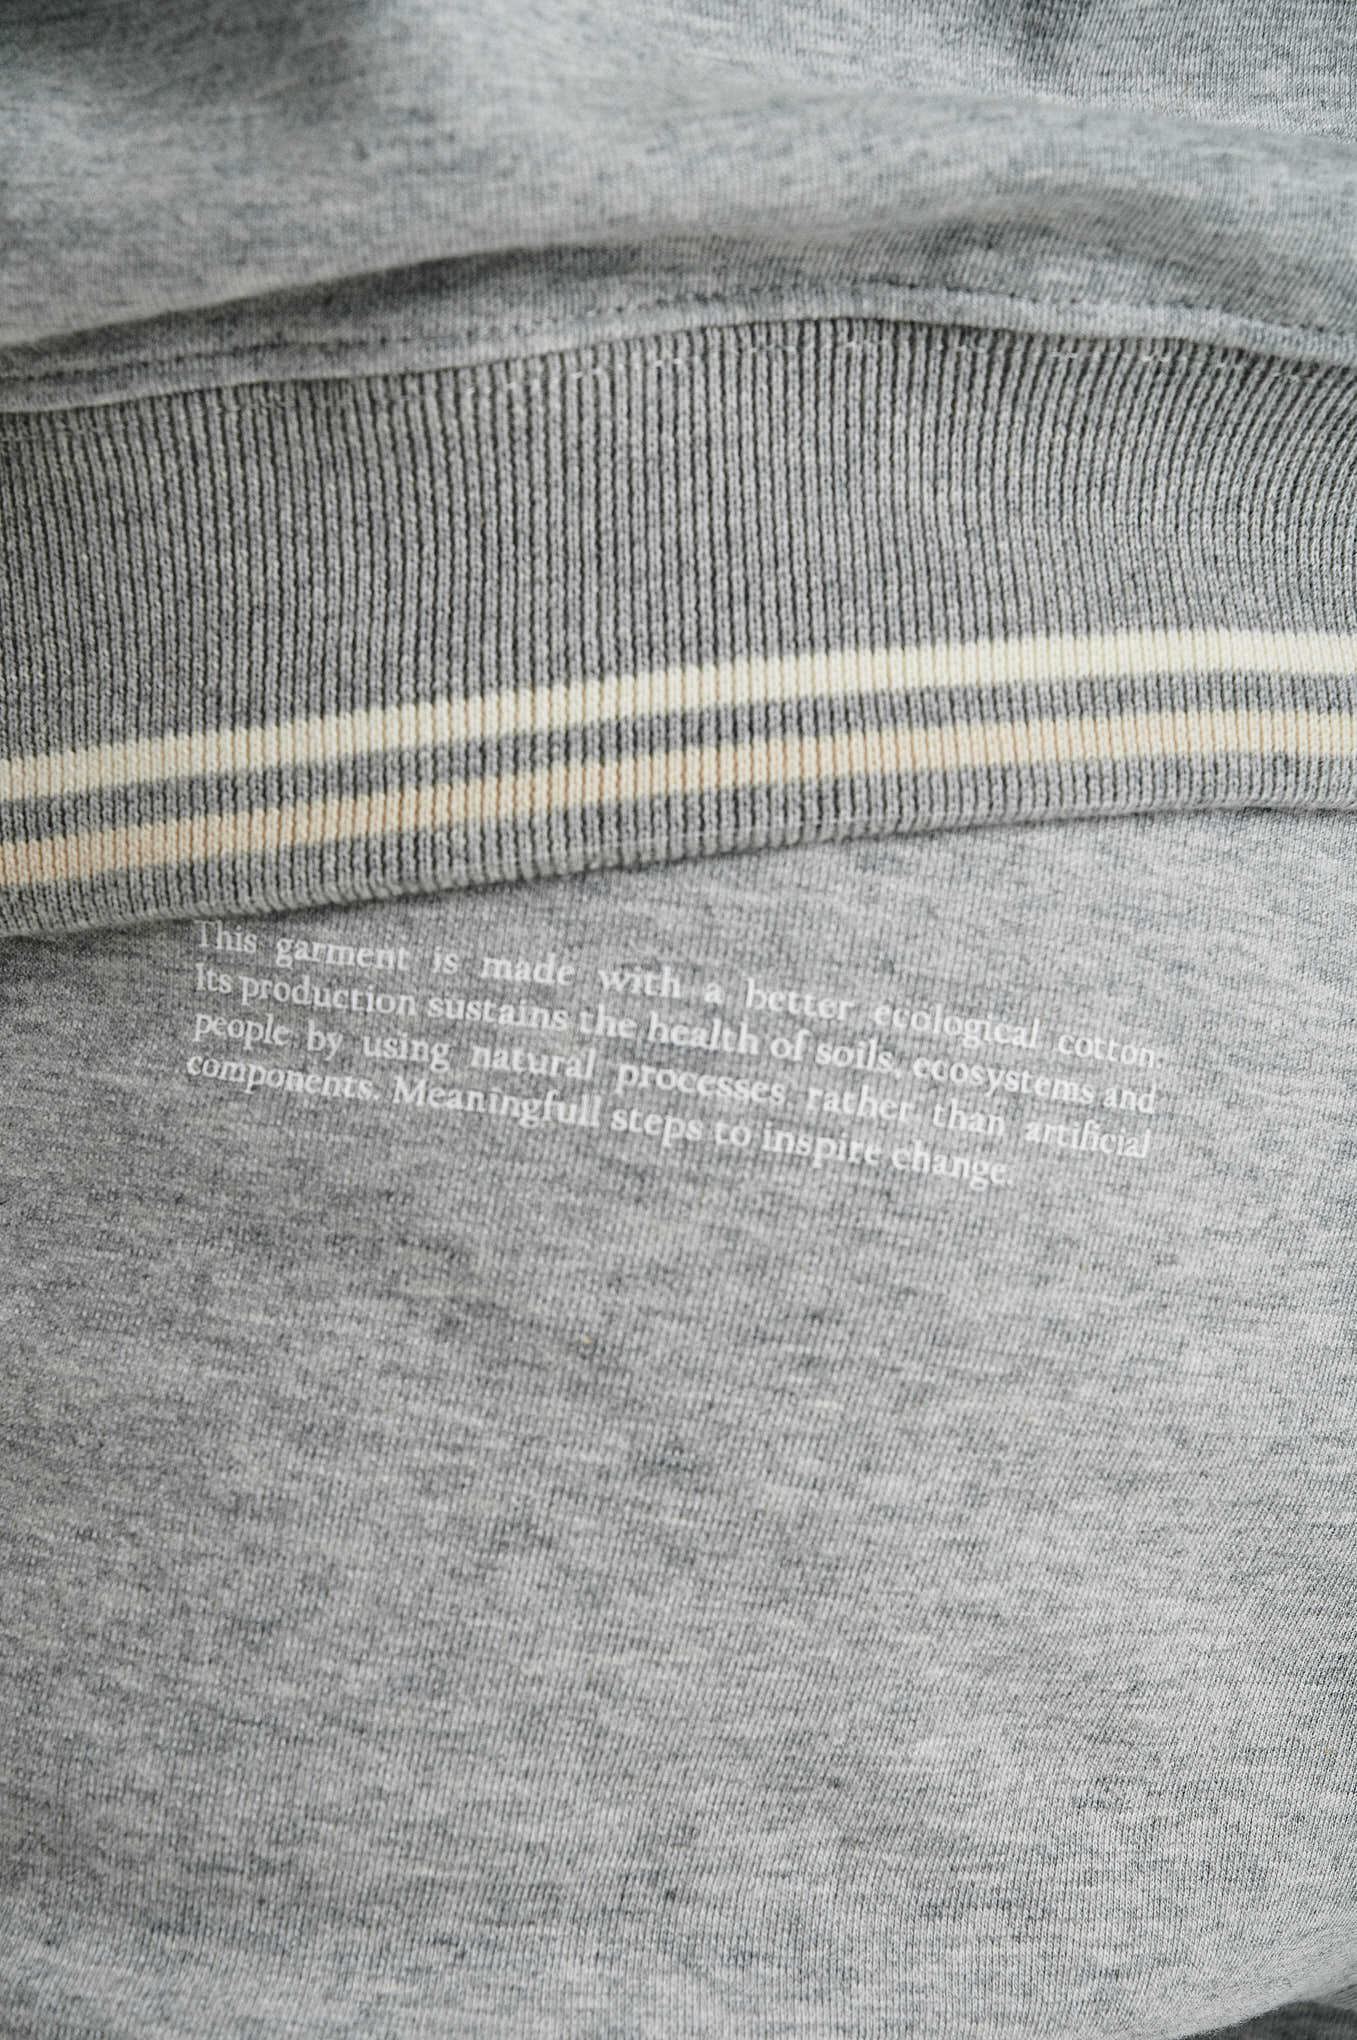 This garment is made with a better ecological cotton.
Its production sustains the health of soils, ecosystems and
people by using natural processes rather than artificial
components. Meaningfull steps to inspire change.